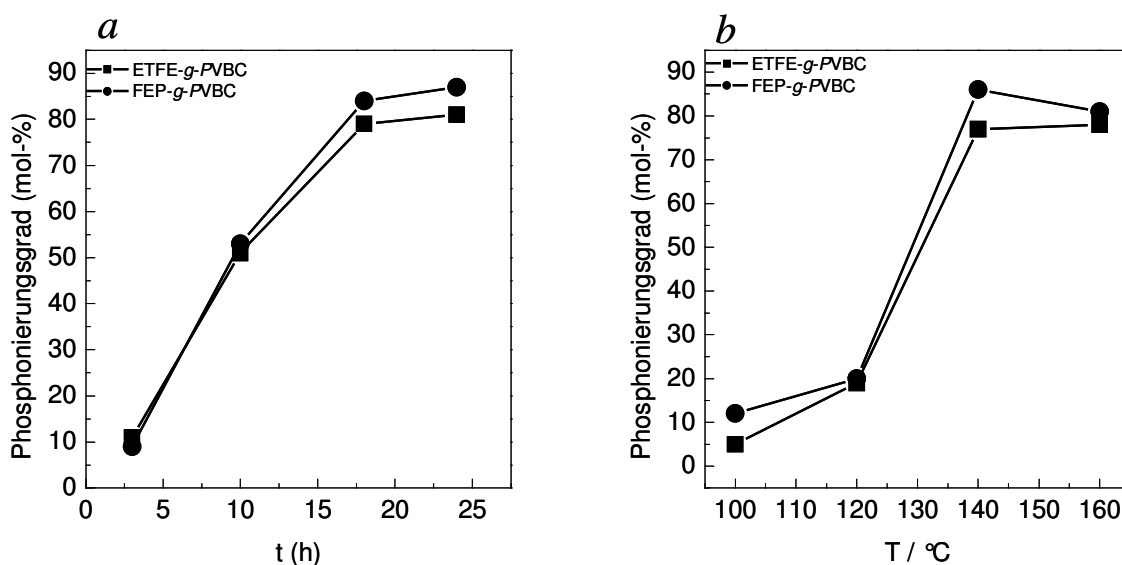 a
ETFE-g-PVBC
FEP-g-PVBC
Phosphonierungsgrad (mol-%)
90
80
70
60
50
40
30
20
10
0
0 5 10 15 20 25
t (h)
b
ETFE-g-PVBC
FEP-g-PVBC
Phosphonierungsgrad (mol-%)
90
80
70
60
50
40
30
20
10
0
100 110 120 130 140 150 160
T / °C